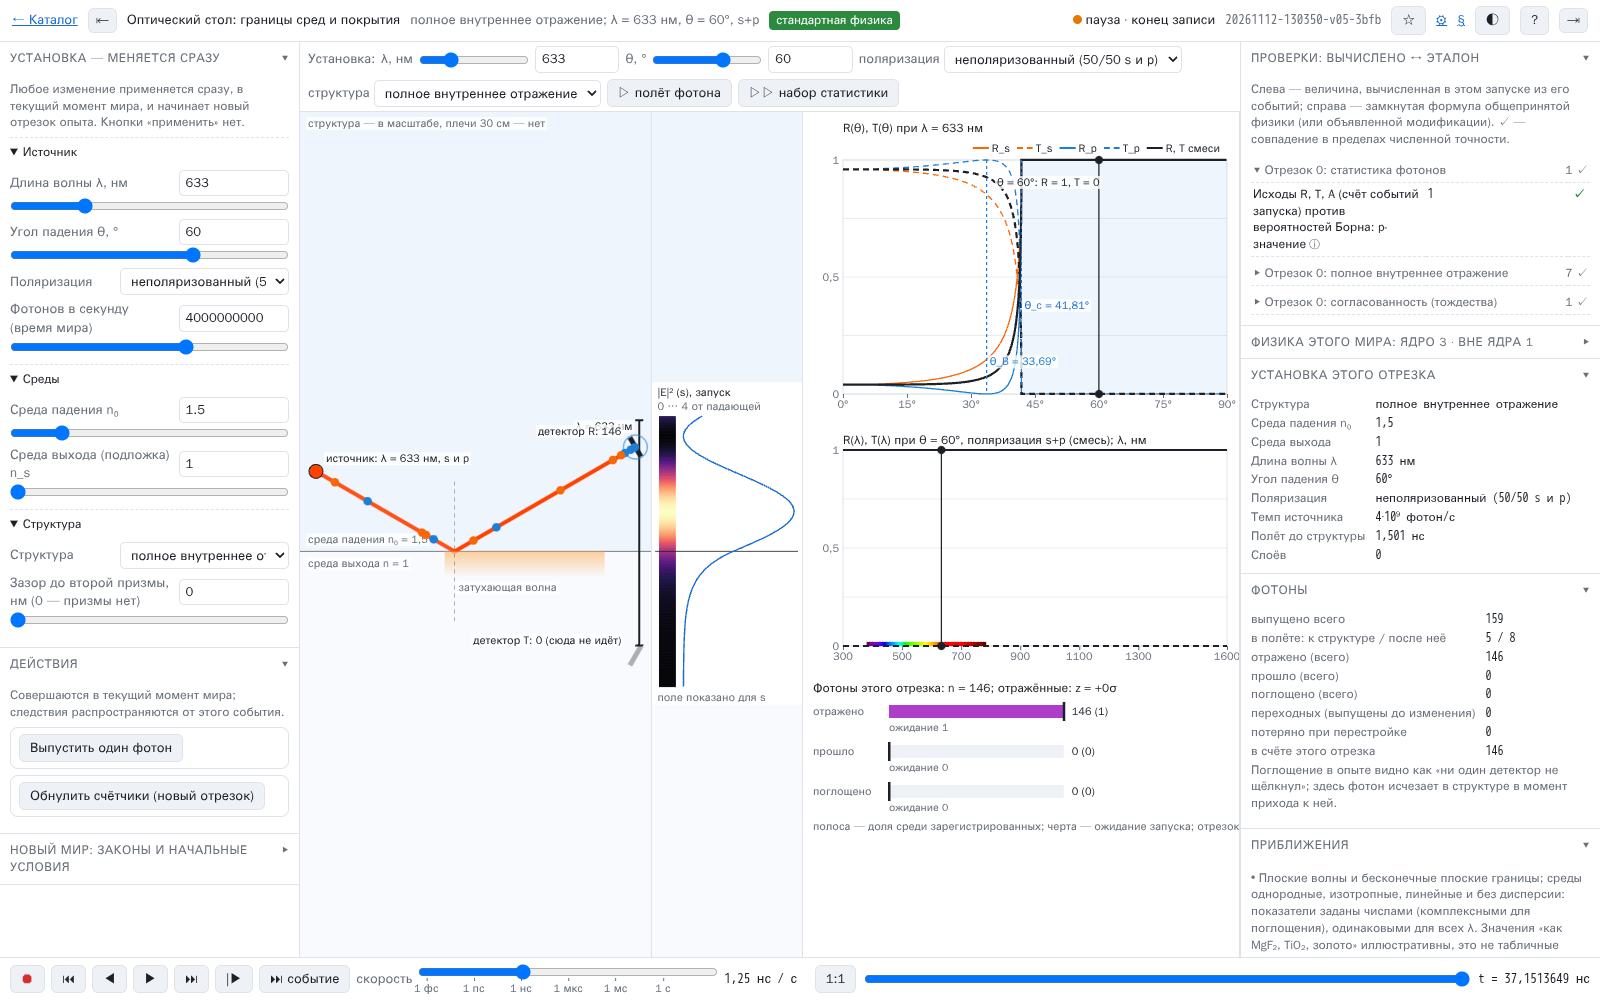 ← Каталог
⇤
Оптический стол: границы сред и покрытия
полное внутреннее отражение; λ = 633 нм, θ = 60°, s+p
стандартная физика
пауза · конец записи
20261112-130350-v05-3bfb
☆
⚙
§
?
⇥
УСТАНОВКА — МЕНЯЕТСЯ СРАЗУ
Любое изменение применяется сразу, в
текущий момент мира, и начинает новый
отрезок опыта. Кнопки «применить» нет.
Источник
Длина волны λ, нм
633
Угол падения θ, °
60
Поляризация
неполяризованный (5
Фотонов в секунду
(время мира)
4000000000
Среды
Среда падения n₀
1.5
Среда выхода (подложка)
n_s
1
Структура
Структура
полное внутреннее о
Зазор до второй призмы,
нм (0 — призмы нет)
0
ДЕЙСТВИЯ
Совершаются в текущий момент мира;
следствия распространяются от этого события.
Выпустить один фотон
Обнулить счётчики (новый отрезок)
НОВЫЙ МИР: ЗАКОНЫ И НАЧАЛЬНЫЕ
УСЛОВИЯ
Установка: λ, нм
633
θ, °
60
поляризация
неполяризованный (50/50 s и p)
структура
полное внутреннее отражение
▷ полёт фотона
▷▷ набор статистики
структура — в масштабе, плечи 30 см — нет
источник: λ = 633 нм, s и p
детектор R: 146
среда падения n₀ = 1,5
среда выхода n = 1
затухающая волна
детектор T: 0 (сюда не идёт)
|E|² (s), запуск
0 ··· 4 от падающей
поле показано для s
R(θ), T(θ) при λ = 633 нм
R_s
T_s
R_p
T_p
R, T смеси
1
θ = 60°: R = 1, T = 0
0,5
θ_c = 41,81°
θ_B = 33,69°
0
0°
15°
30°
45°
60°
75°
90°
R(λ), T(λ) при θ = 60°, поляризация s+p (смесь); λ, нм
1
0,5
0
300
500
700
900
1100
1300
1600
Фотоны этого отрезка: n = 146; отражённые: z = +0σ
отражено
146 (1)
ожидание 1
прошло
0 (0)
ожидание 0
поглощено
0 (0)
ожидание 0
полоса — доля среди зарегистрированных; черта — ожидание запуска; отрезок
ПРОВЕРКИ: ВЫЧИСЛЕНО ↔ ЭТАЛОН
Слева — величина, вычисленная в этом запуске из его
событий; справа — замкнутая формула общепринятой
физики (или объявленной модификации). ✓ —
совпадение в пределах численной точности.
Отрезок 0: статистика фотонов
1 ✓
Исходы R, T, A (счёт событий
запуска) против
вероятностей Борна: p-
значение ⓘ
1
✓
Отрезок 0: полное внутреннее отражение
7 ✓
Отрезок 0: согласованность (тождества)
1 ✓
ФИЗИКА ЭТОГО МИРА: ЯДРО 3 · ВНЕ ЯДРА 1
УСТАНОВКА ЭТОГО ОТРЕЗКА
Структура
полное внутреннее отражение
Среда падения n₀
1,5
Среда выхода
1
Длина волны λ
633 нм
Угол падения θ
60°
Поляризация
неполяризованный (50/50 s и p)
Темп источника
4·10⁹ фотон/с
Полёт до структуры
1,501 нс
Слоёв
0
ФОТОНЫ
выпущено всего
159
в полёте: к структуре / после неё
5 / 8
отражено (всего)
146
прошло (всего)
0
поглощено (всего)
0
переходных (выпущены до изменения)
0
потеряно при перестройке
0
в счёте этого отрезка
146
Поглощение в опыте видно как «ни один детектор не
щёлкнул»; здесь фотон исчезает в структуре в момент
прихода к ней.
ПРИБЛИЖЕНИЯ
• Плоские волны и бесконечные плоские границы; среды
однородные, изотропные, линейные и без дисперсии:
показатели заданы числами (комплексными для
поглощения), одинаковыми для всех λ. Значения «как
MgF₂, TiO₂, золото» иллюстративны, это не табличные
⏭ событие
скорость
1 фс
1 пс
1 нс
1 мкс
1 мс
1 с
1,25 нс / с
1:1
t = 37,1513649 нс